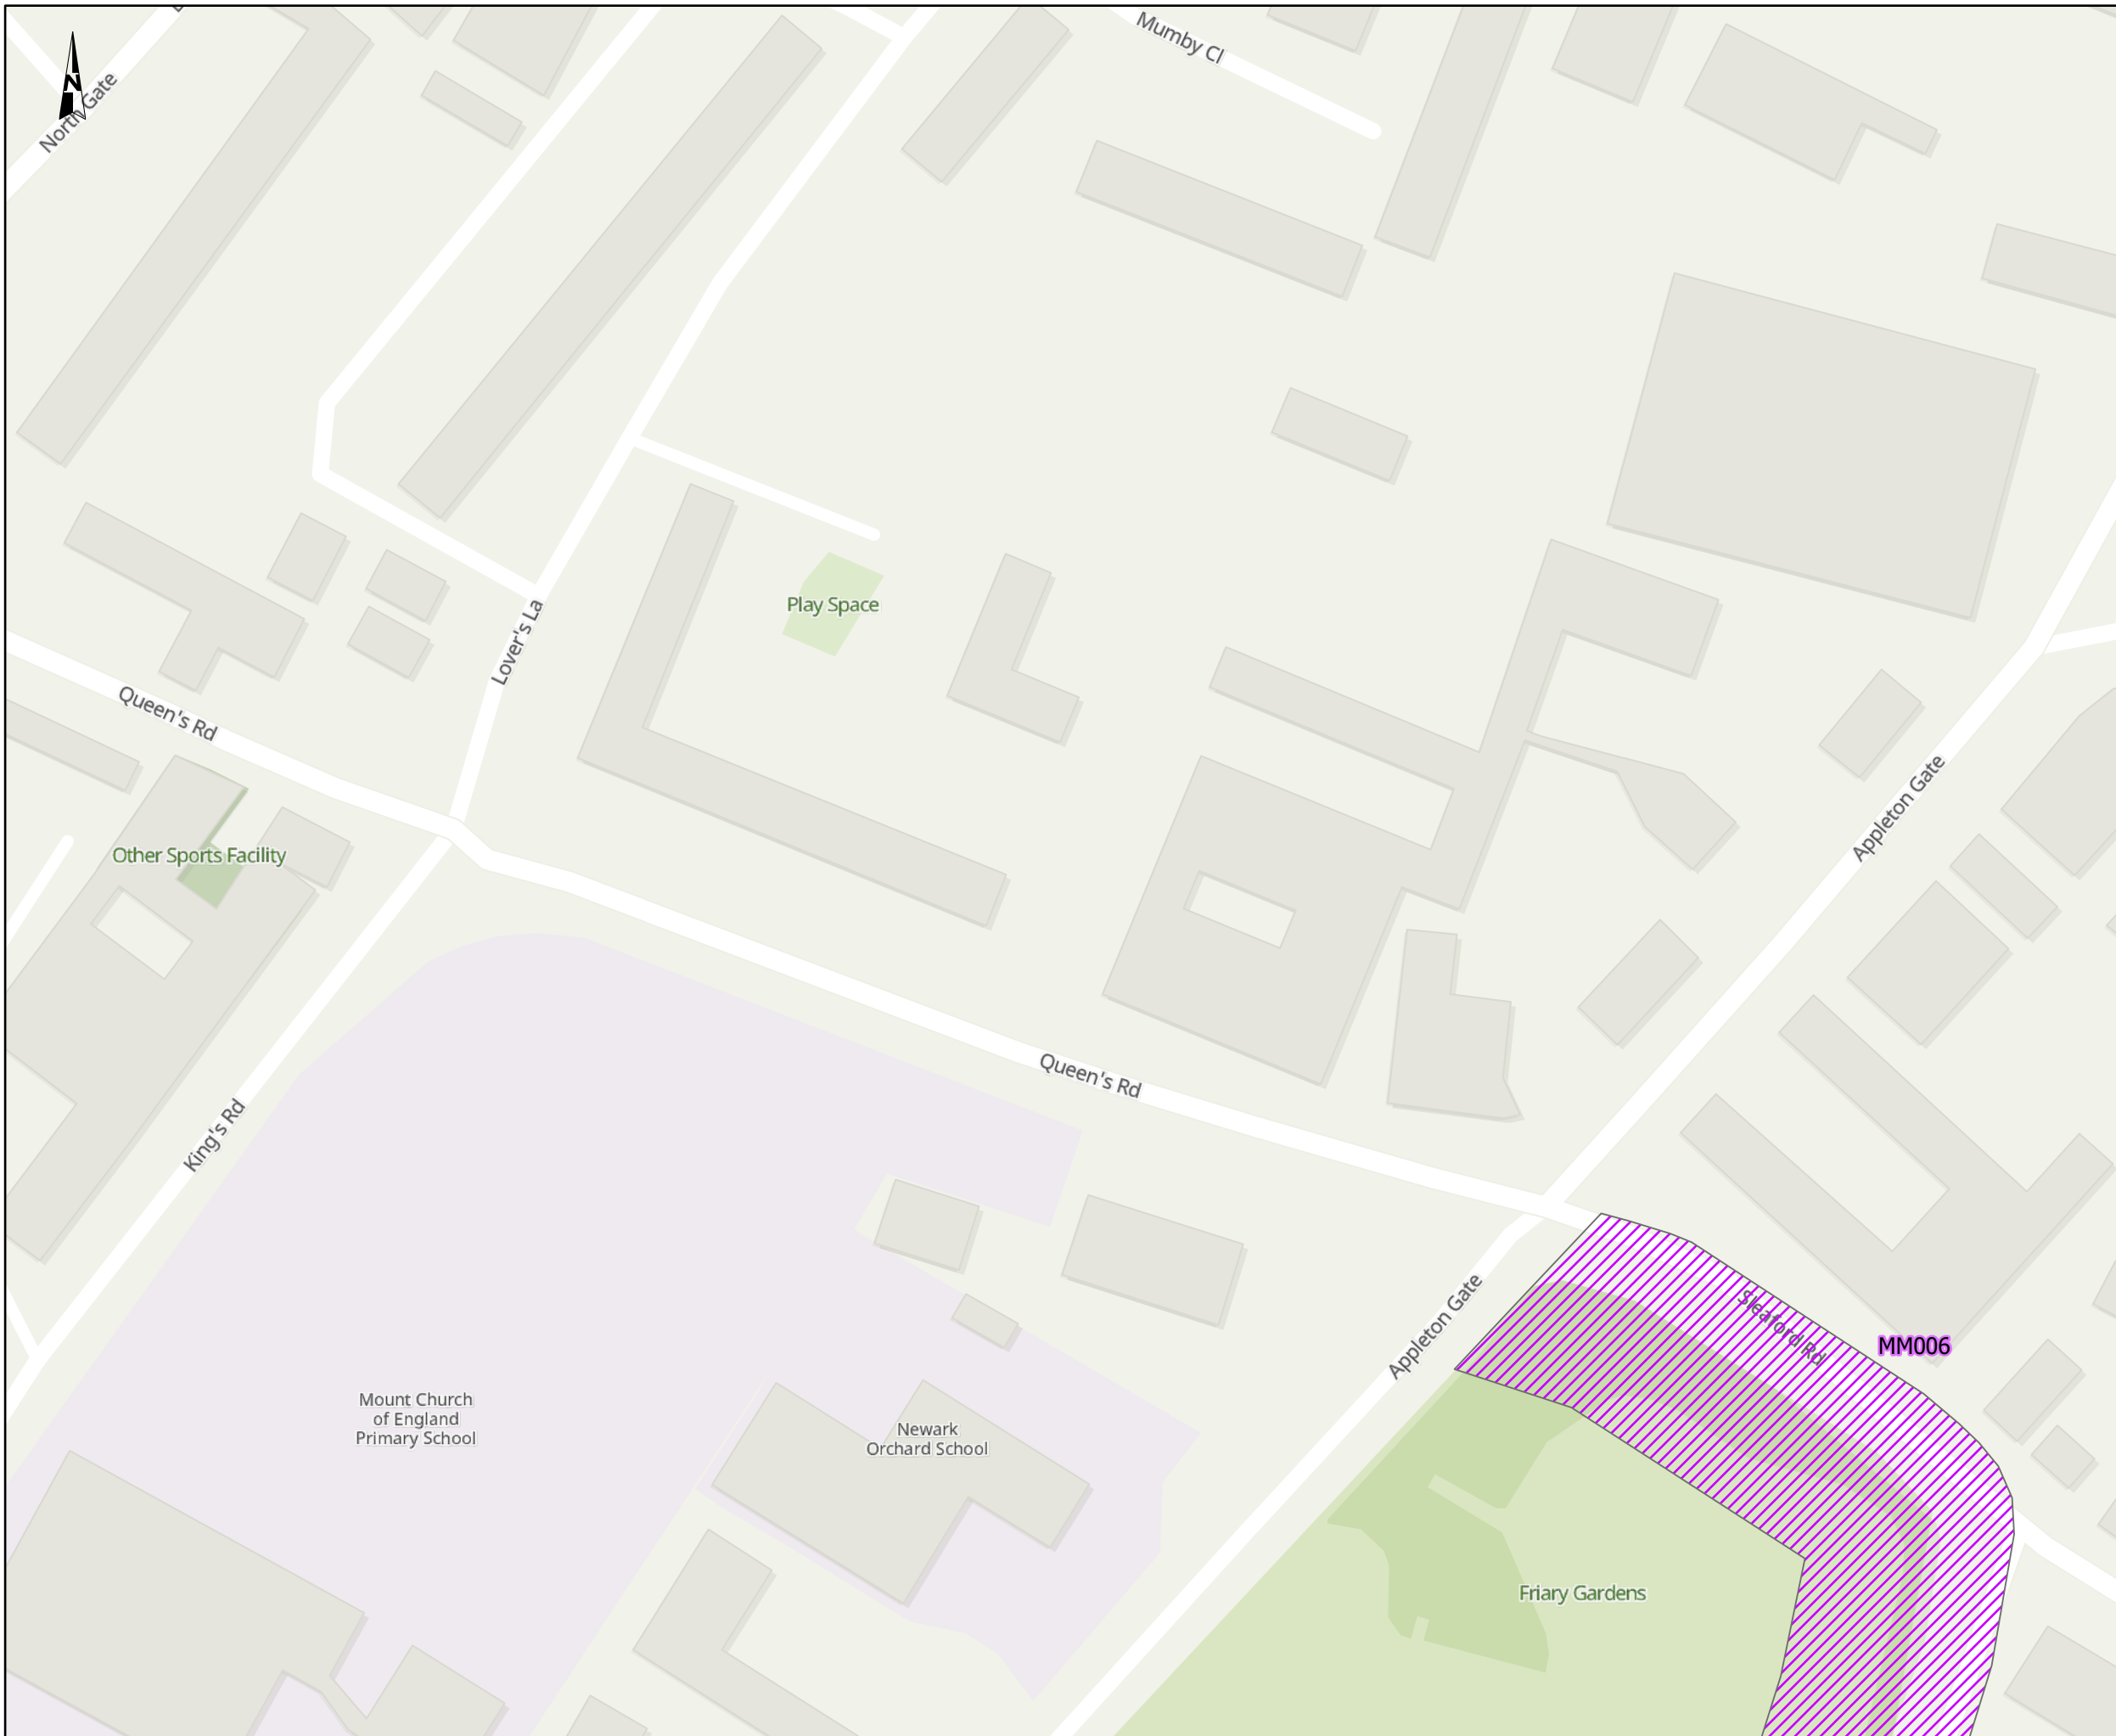 Mumby Cl
N
North Gate
Play Space
Lover's La
Queen's Rd
Appleton Gate
Other Sports Facility
Queen's Rd
King's Rd
Sleaford Rd
MM006
Appleton Gate
Mount Church
of England
Primary School
Newark
Orchard School
Friary Gardens